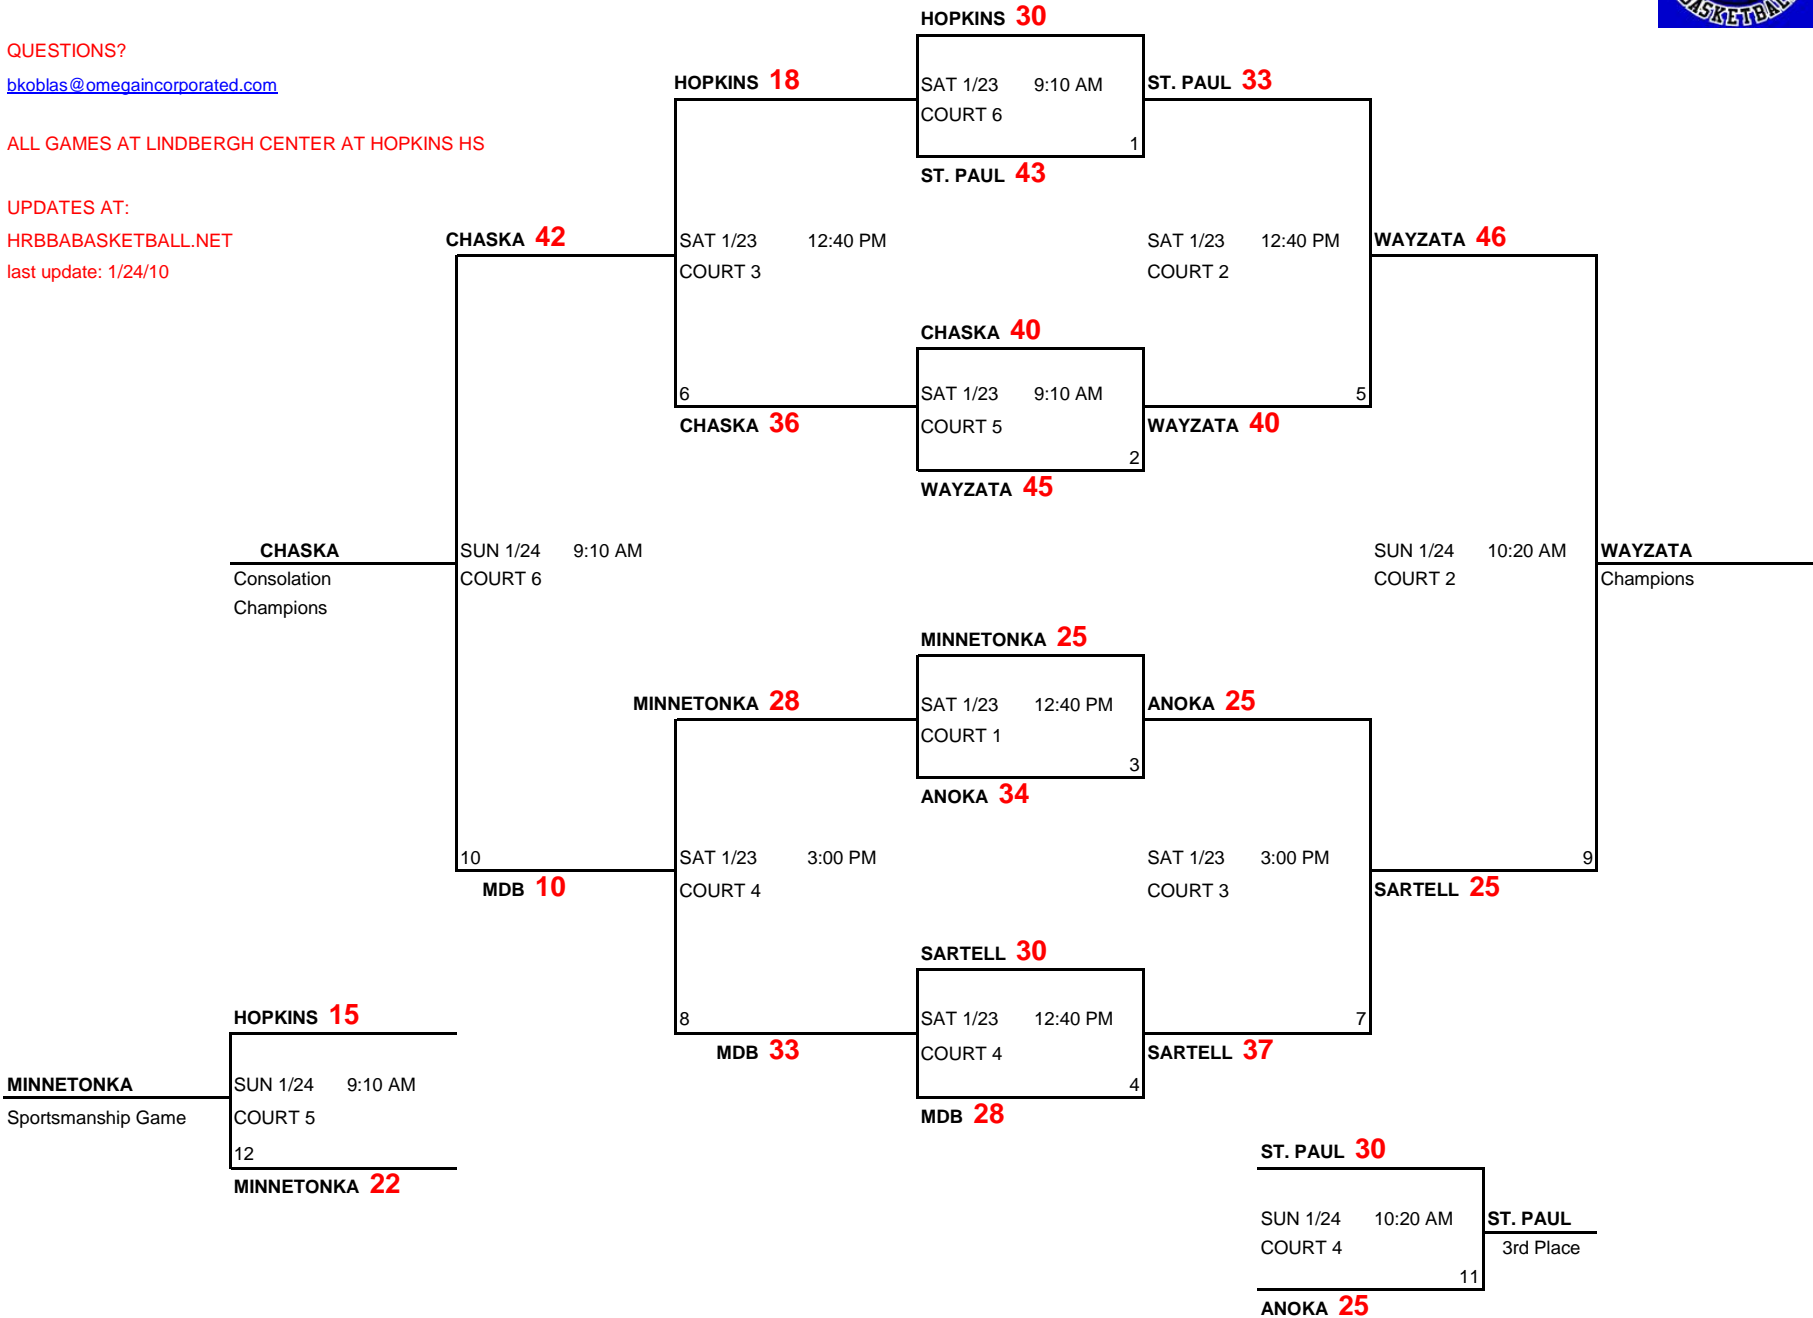 BASKETBALL
HOPKINS 30
QUESTIONS?
bkoblas@omegaincorporated.com
HOPKINS 18
SAT 1/23 9:10 AM
ST. PAUL 33
COURT 6
ALL GAMES AT LINDBERGH CENTER AT HOPKINS HS
1
ST. PAUL 43
UPDATES AT:
HRBBABASKETBALL.NET
CHASKA 42
SAT 1/23 12:40 PM
SAT 1/23 12:40 PM
WAYZATA 46
last update: 1/24/10
COURT 3
COURT 2
CHASKA 40
6
SAT 1/23 9:10 AM
5
CHASKA 36
COURT 5
WAYZATA 40
2
WAYZATA 45
CHASKA
SUN 1/24 9:10 AM
SUN 1/24 10:20 AM
WAYZATA
Consolation
COURT 6
COURT 2
Champions
Champions
MINNETONKA 25
MINNETONKA 28
SAT 1/23 12:40 PM
ANOKA 25
COURT 1
3
ANOKA 34
10
SAT 1/23 3:00 PM
SAT 1/23 3:00 PM
9
MDB 10
COURT 4
COURT 3
SARTELL 25
SARTELL 30
HOPKINS 15
8
SAT 1/23 12:40 PM
7
MDB 33
COURT 4
SARTELL 37
MINNETONKA
SUN 1/24 9:10 AM
4
Sportsmanship Game
COURT 5
MDB 28
12
ST. PAUL 30
MINNETONKA 22
SUN 1/24 10:20 AM
ST. PAUL
COURT 4
3rd Place
11
ANOKA 25